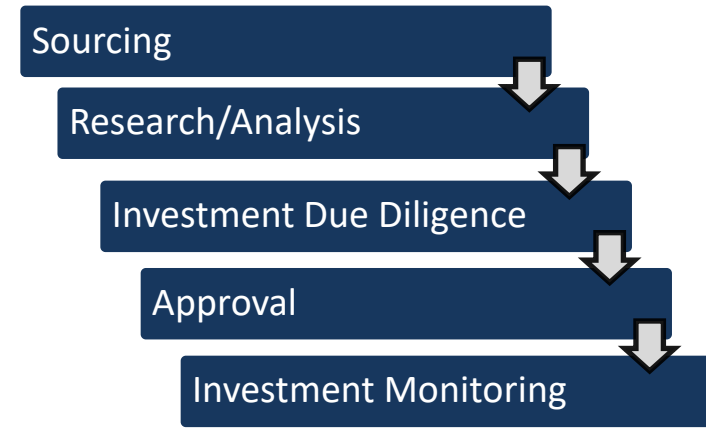 Sourcing
Research/Analysis
Investment Due Diligence
Approval
Investment Monitoring